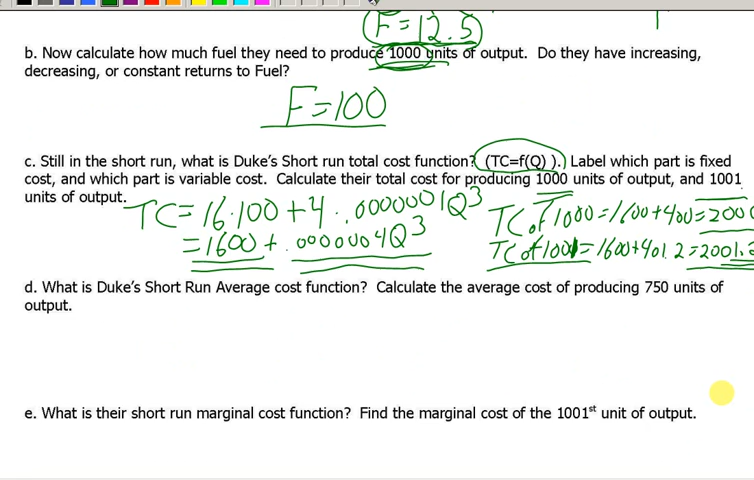 F=12.5
b. Now calculate how much fuel they need to produce 1000 units of output. Do they have increasing,
decreasing, or constant returns to Fuel?
F=100
c. Still in the short run, what is Duke's Short run total cost function? (TC=f(Q) ). Label which part is fixed
cost, and which part is variable cost. Calculate their total cost for producing 1000 units of output, and 1001
units of output.
TC=16·100+4·.0000001Q³
=1600+.0000004Q³
TC of 1000=1600+400=2000
TC of 1001=1600+401.2=2001.2
d. What is Duke's Short Run Average cost function? Calculate the average cost of producing 750 units of
output.
e. What is their short run marginal cost function? Find the marginal cost of the 1001st unit of output.